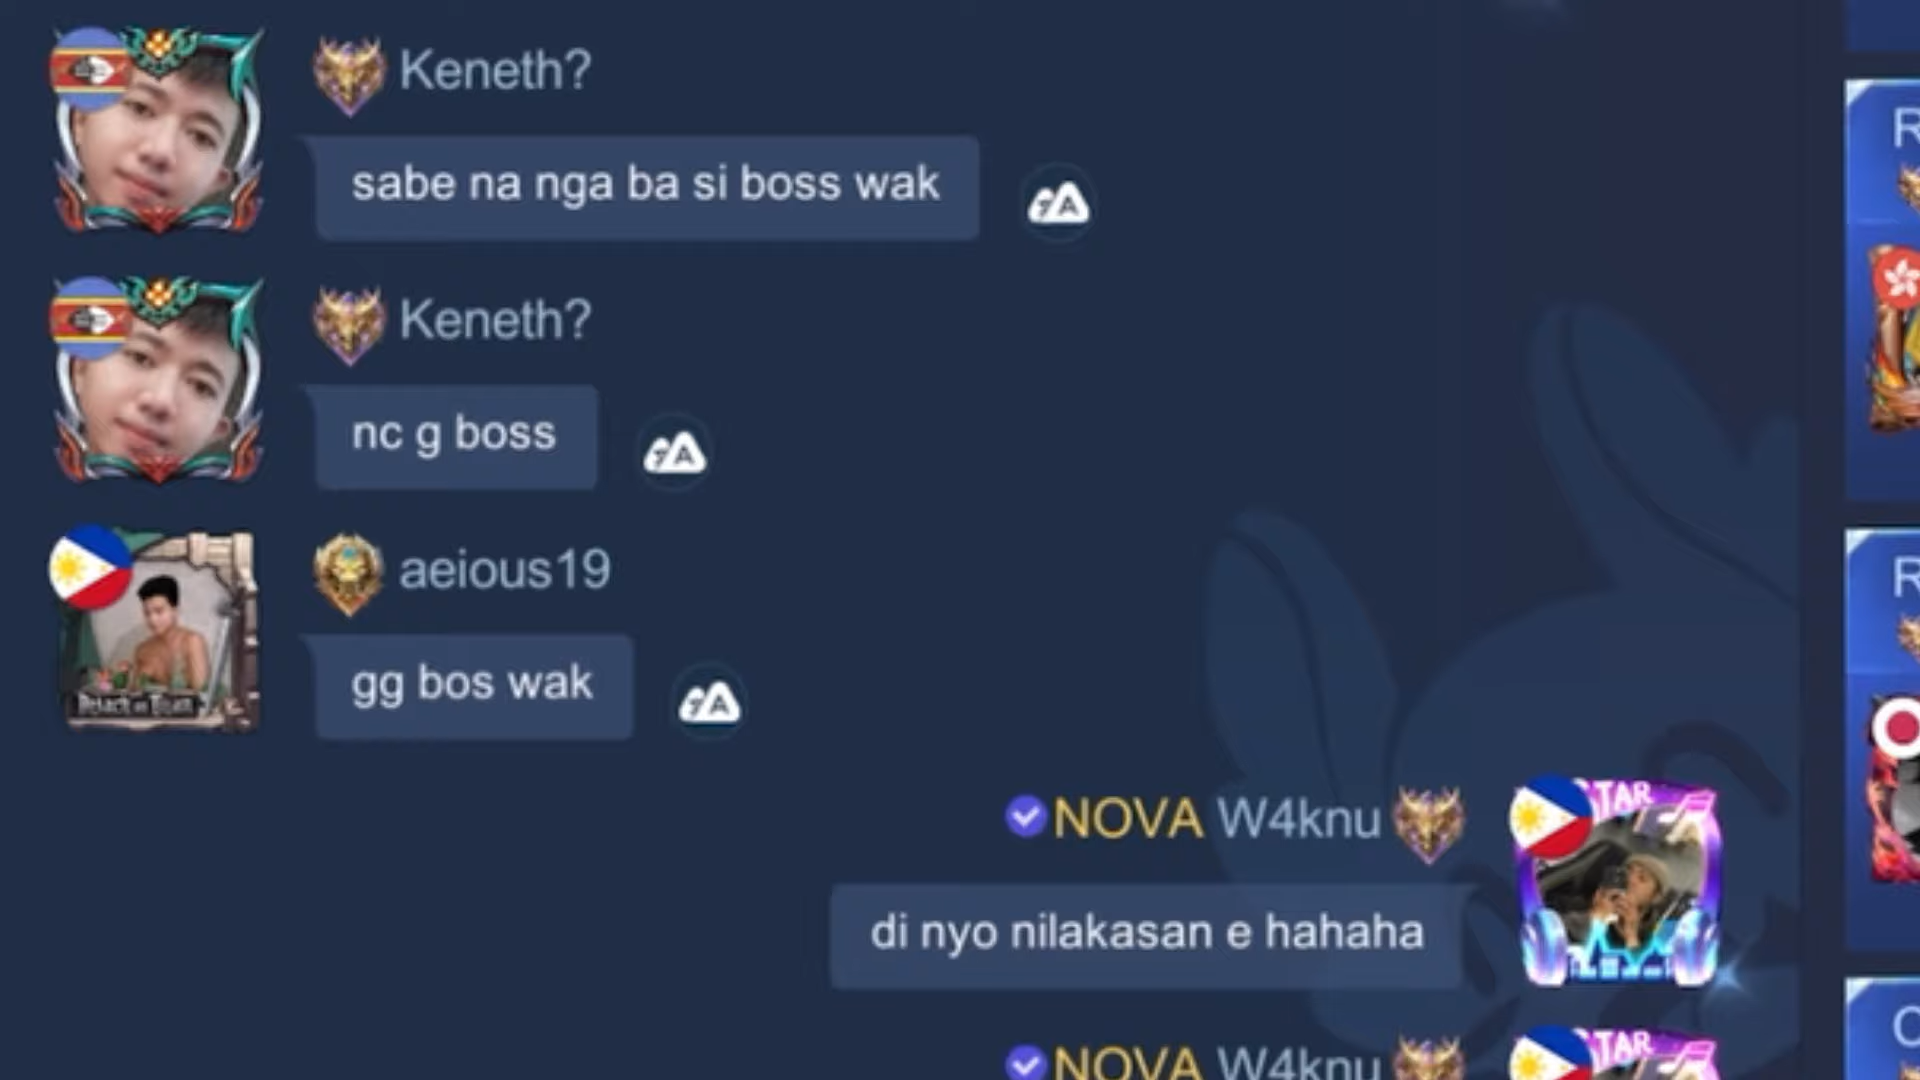 Keneth?
sabe na nga ba si boss wak
Keneth?
nc g boss
aeious19
gg bos wak
NOVA W4knu
di nyo nilakasan e hahaha
NOVA W4knu